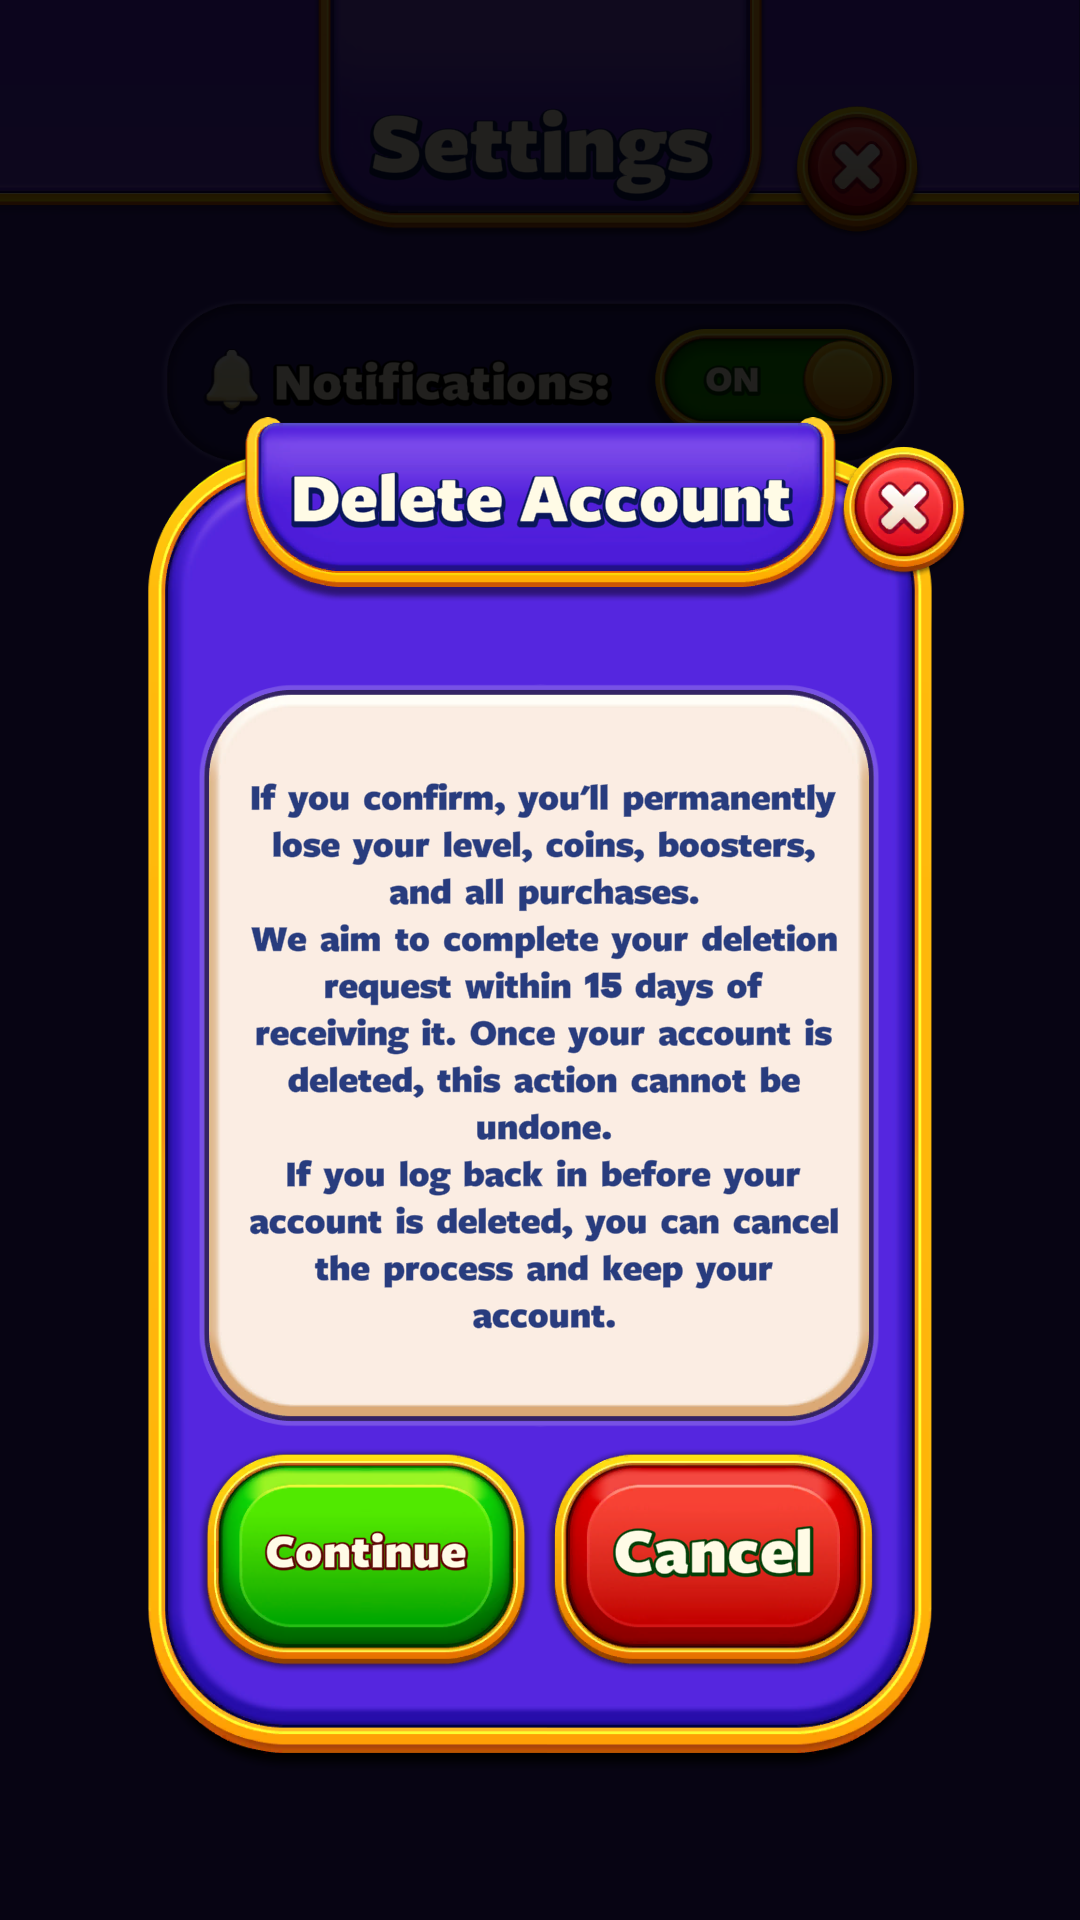 Settings
Notifications:
ON
Delete Account
If you confirm, you'll permanently
lose your level, coins, boosters,
and all purchases.
We aim to complete your deletion
request within 15 days of
receiving it. Once your account is
deleted, this action cannot be
undone.
If you log back in before your
account is deleted, you can cancel
the process and keep your
account.
Continue
Cancel